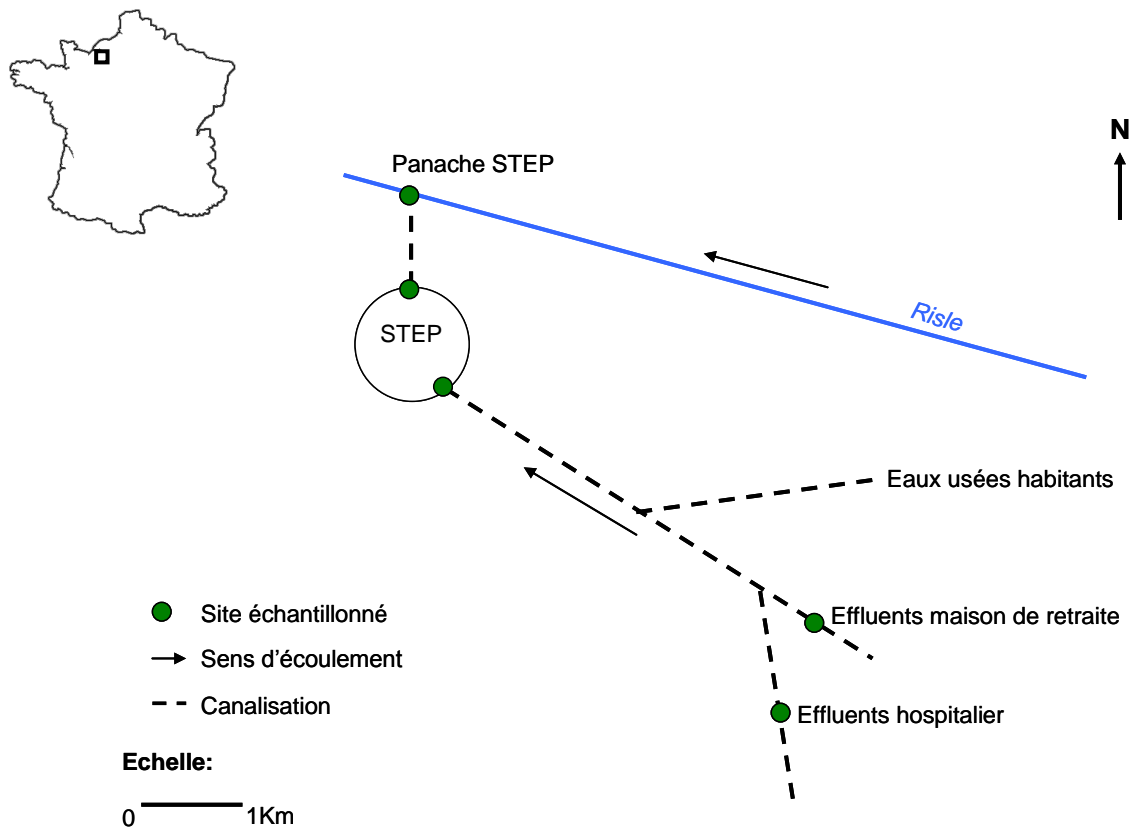 N
Panache STEP
Risle
STEP
Eaux usées habitants
Site échantillonné
Effluents maison de retraite
Sens d'écoulement
Canalisation
Effluents hospitalier
Echelle:
0 1Km